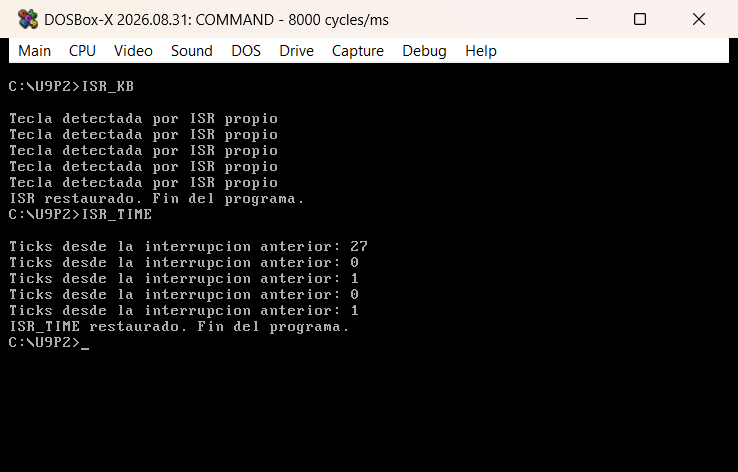 DOSBox-X 2026.08.31: COMMAND - 8000 cycles/ms
Main CPU Video Sound DOS Drive Capture Debug Help
C:\U9P2>ISR_KB
Tecla detectada por ISR propio
Tecla detectada por ISR propio
Tecla detectada por ISR propio
Tecla detectada por ISR propio
Tecla detectada por ISR propio
ISR restaurado. Fin del programa.
C:\U9P2>ISR_TIME
Ticks desde la interrupcion anterior: 27
Ticks desde la interrupcion anterior: 0
Ticks desde la interrupcion anterior: 1
Ticks desde la interrupcion anterior: 0
Ticks desde la interrupcion anterior: 1
ISR_TIME restaurado. Fin del programa.
C:\U9P2>_